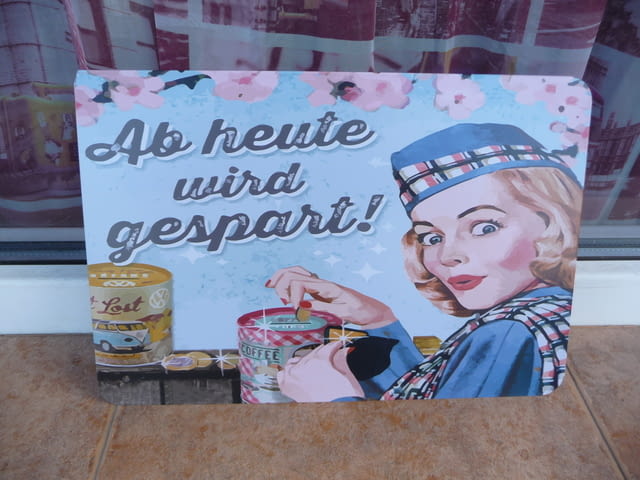 Ab heute
wird
gespart!
t Lost
COFFEE